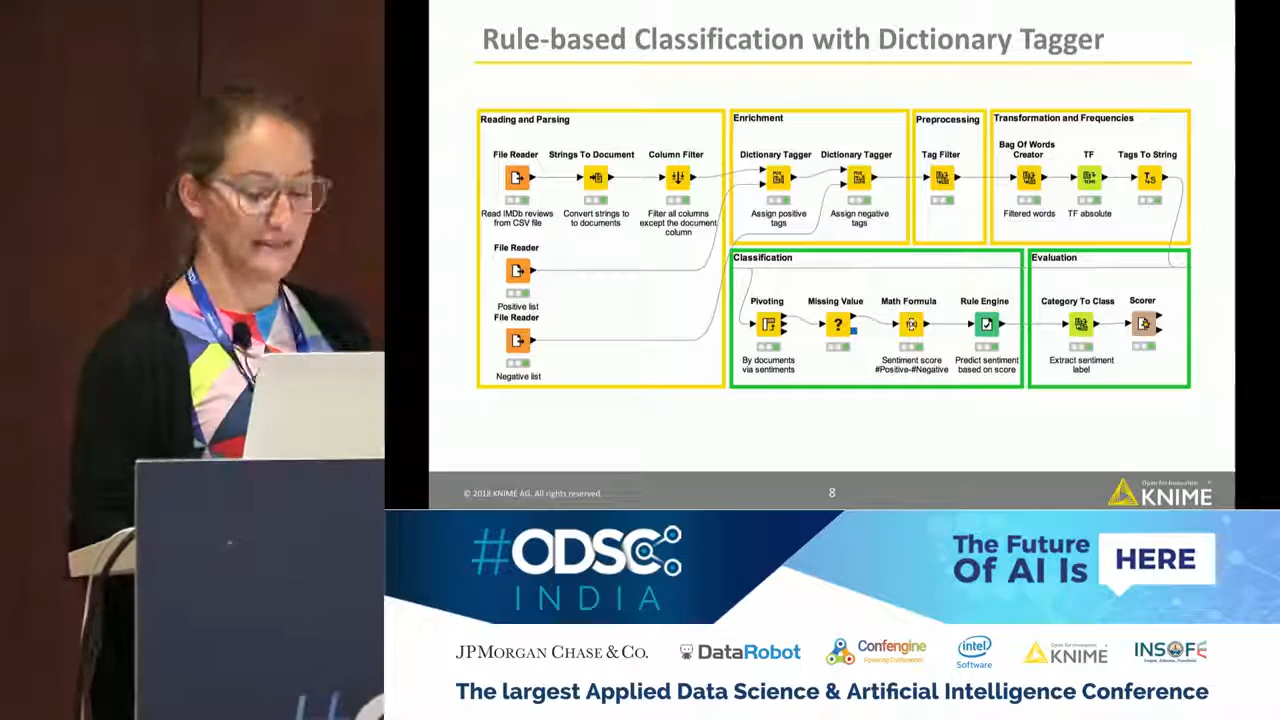 Rule-based Classification with Dictionary Tagger
Reading and Parsing
File Reader
Strings To Document
Column Filter
Read IMDb reviews
from CSV file
Convert strings to
to documents
Filter all columns
except the document
column
File Reader
Positive list
File Reader
Negative list
Enrichment
Dictionary Tagger
Dictionary Tagger
Assign positive
tags
Assign negative
tags
Preprocessing
Tag Filter
Transformation and Frequencies
Bag Of Words
Creator
TF
Tags To String
Filtered words
TF absolute
Classification
Pivoting
Missing Value
Math Formula
Rule Engine
By documents
via sentiments
Sentiment score
#Positive-#Negative
Predict sentiment
based on score
Evaluation
Category To Class
Scorer
Extract sentiment
label
© 2018 KNIME AG. All rights reserved.
8
Open for Innovation
KNIME
#ODSC
INDIA
The Future
Of AI Is
HERE
JPMORGAN CHASE & CO.
DataRobot
Confengine
Powering Conferences
intel
Software
KNIME
INSOFE
The largest Applied Data Science & Artificial Intelligence Conference